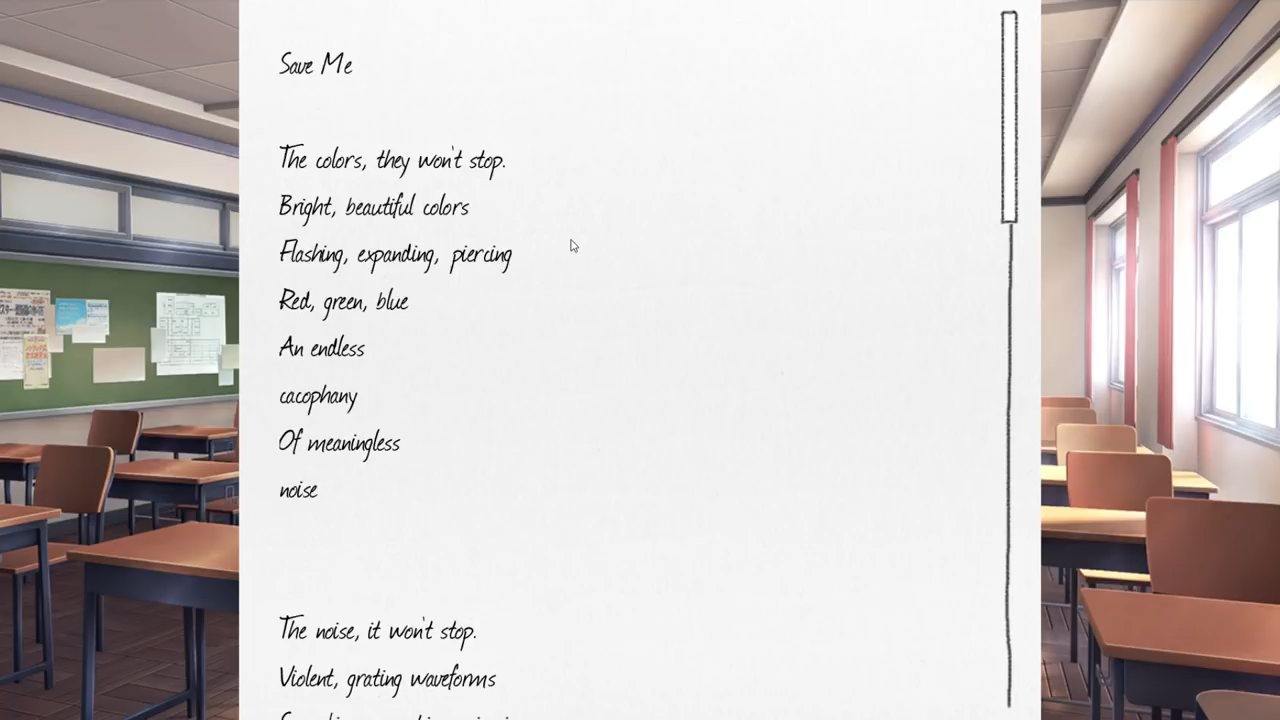 Save Me
The colors, they won't stop.
Bright, beautiful colors
Flashing, expanding, piercing
Red, green, blue
An endless
cacophany
Of meaningless
noise
The noise, it won't stop.
Violent, grating waveforms